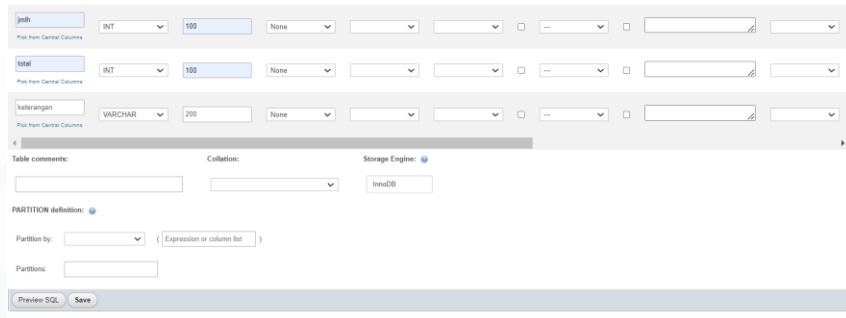 jmlh INT 100 None ---
Pick from Central Columns
total INT 100 None ---
Pick from Central Columns
keterangan VARCHAR 200 None ---
Pick from Central Columns
Table comments: Collation: Storage Engine:
InnoDB
PARTITION definition:
Partition by: ( Expression or column list )
Partitions:
Preview SQL Save